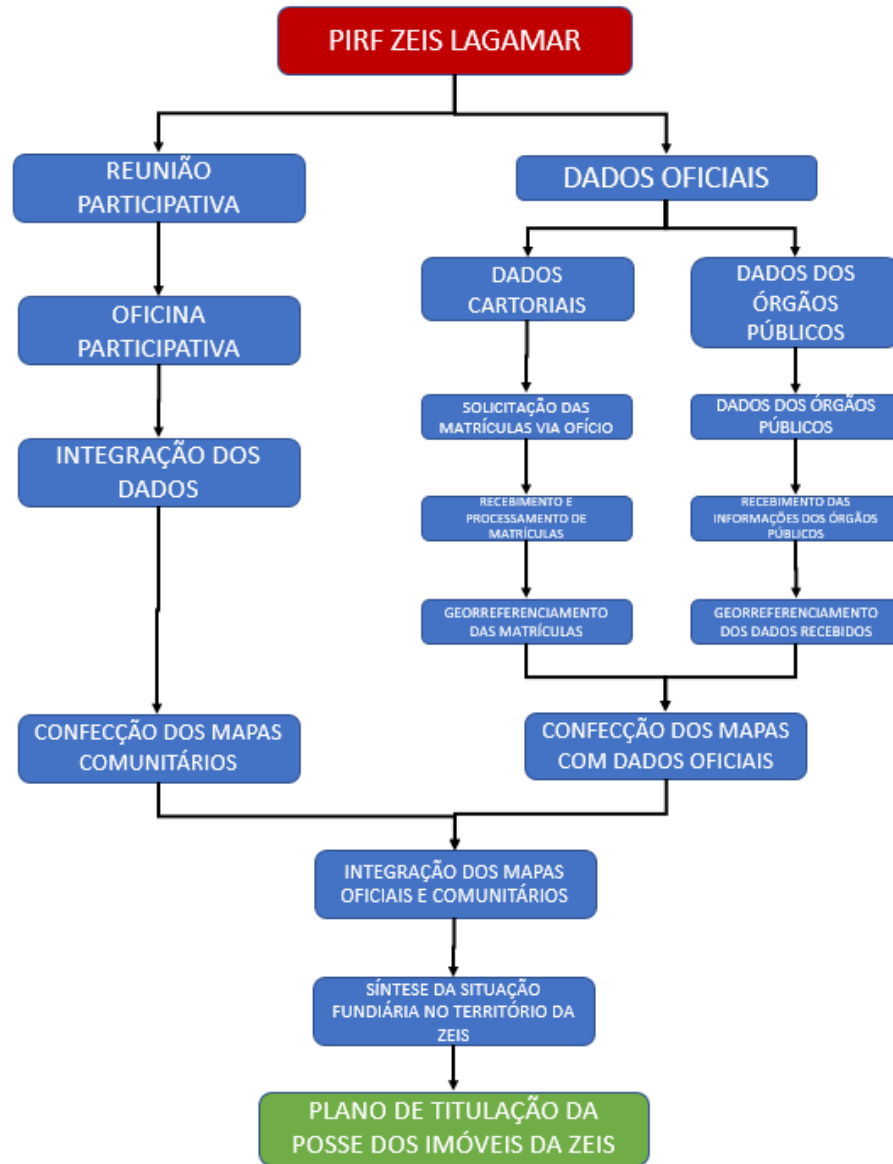 PIRF ZEIS LAGAMAR
REUNIÃO
PARTICIPATIVA
DADOS OFICIAIS
DADOS
CARTORIAIS
DADOS DOS
ÓRGÃOS
PÚBLICOS
OFICINA
PARTICIPATIVA
SOLICITAÇÃO DAS
MATRÍCULAS VIA OFÍCIO
DADOS DOS ÓRGÃOS
PÚBLICOS
INTEGRAÇÃO DOS
DADOS
RECEBIMENTO E
PROCESSAMENTO DE
MATRÍCULAS
RECEBIMENTO DAS
INFORMAÇÕES DOS ÓRGÃOS
PÚBLICOS
GEORREFERENCIAMENTO
DAS MATRÍCULAS
GEORREFERENCIAMENTO
DOS DADOS RECEBIDOS
CONFECÇÃO DOS MAPAS
COMUNITÁRIOS
CONFECÇÃO DOS MAPAS
COM DADOS OFICIAIS
INTEGRAÇÃO DOS MAPAS
OFICIAIS E COMUNITÁRIOS
SÍNTESE DA SITUAÇÃO
FUNDIÁRIA NO TERRITÓRIO DA
ZEIS
PLANO DE TITULAÇÃO DA
POSSE DOS IMÓVEIS DA ZEIS